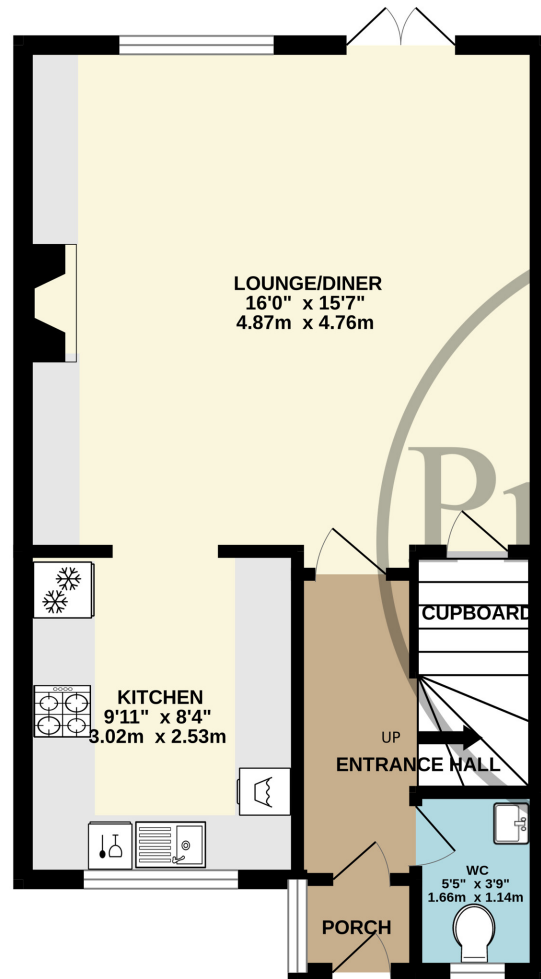 LOUNGE/DINER
16'0" x 15'7"
4.87m x 4.76m
CUPBOARD
KITCHEN
9'11" x 8'4"
3.02m x 2.53m
UP
ENTRANCE HALL
WC
5'5" x 3'9"
1.66m x 1.14m
PORCH